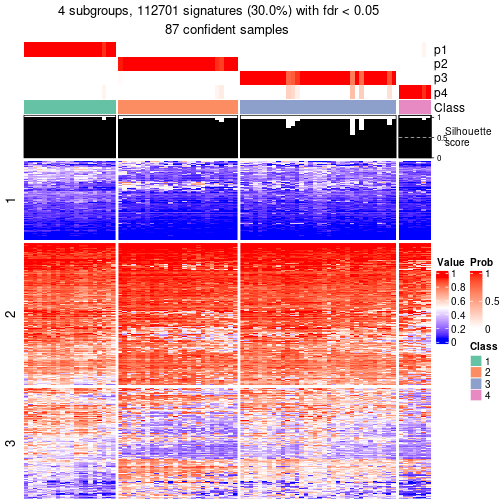 4 subgroups, 112701 signatures (30.0%) with fdr < 0.05
87 confident samples
p1
p2
p3
p4
Class
1
0.5
0
Silhouette
score
1
2
3
Value
1
0.8
0.6
0.4
0.2
0
Prob
1
0.5
0
Class
1
2
3
4